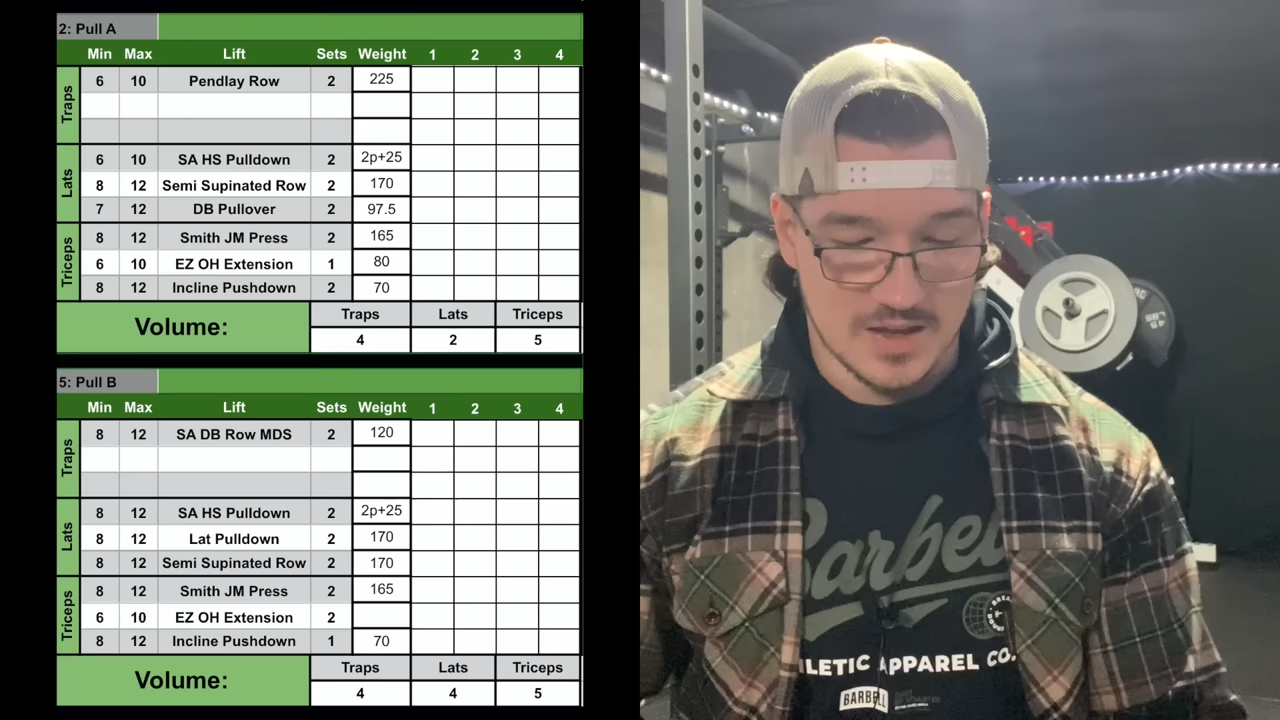 2: Pull A
Min Max Lift Sets Weight 1 2 3 4
Traps
6 10 Pendlay Row 2 225
Lats
6 10 SA HS Pulldown 2 2p+25
8 12 Semi Supinated Row 2 170
7 12 DB Pullover 2 97.5
Triceps
8 12 Smith JM Press 2 165
6 10 EZ OH Extension 1 80
8 12 Incline Pushdown 2 70
Volume:
Traps Lats Triceps
4 2 5
5: Pull B
Min Max Lift Sets Weight 1 2 3 4
Traps
8 12 SA DB Row MDS 2 120
Lats
8 12 SA HS Pulldown 2 2p+25
8 12 Lat Pulldown 2 170
8 12 Semi Supinated Row 2 170
Triceps
8 12 Smith JM Press 2 165
6 10 EZ OH Extension 2
8 12 Incline Pushdown 1 70
Volume:
Traps Lats Triceps
4 4 5
45
LBS
Barbel
HLETIC APPAREL CO.
BARBELL